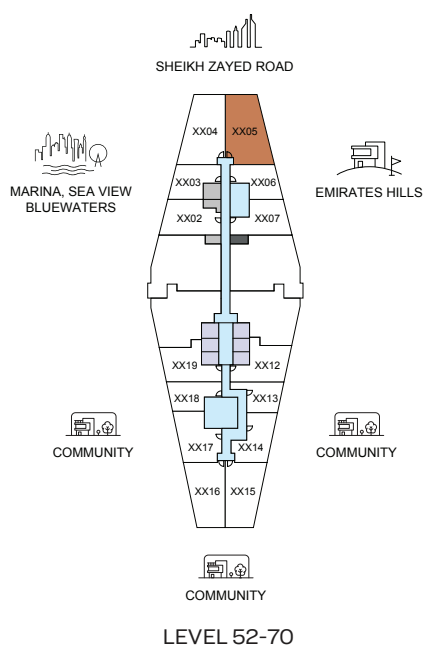 SHEIKH ZAYED ROAD
XX04 XX05
MARINA, SEA VIEW
BLUEWATERS
XX03 XX06
EMIRATES HILLS
XX02 XX07
XX19 XX12
XX18 XX13
COMMUNITY
XX17 XX14
COMMUNITY
XX16 XX15
COMMUNITY
LEVEL 52-70